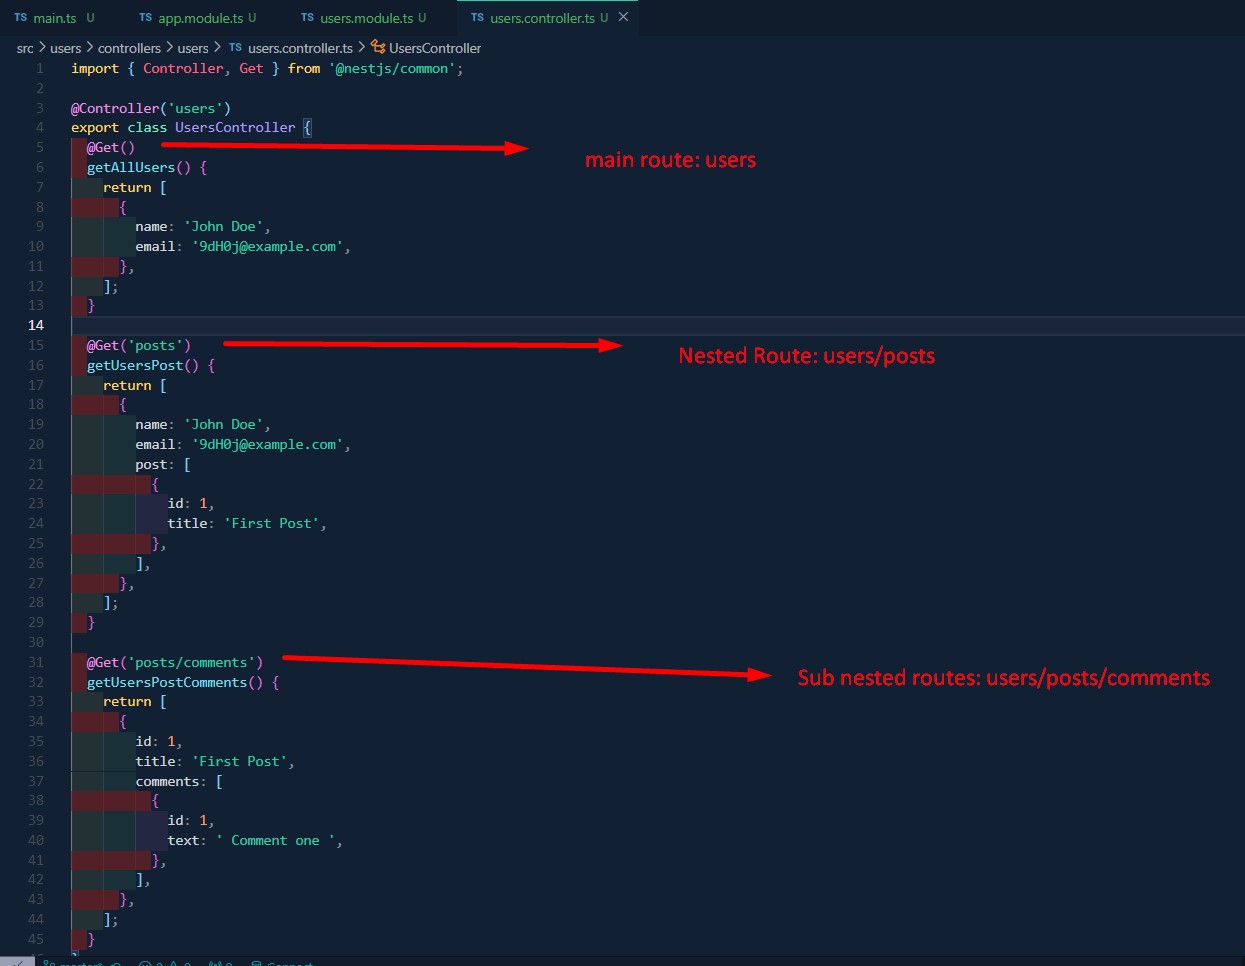 TS main.ts U TS app.module.ts U TS users.module.ts U TS users.controller.ts U
src > users > controllers > users > TS users.controller.ts > UsersController
1 import { Controller, Get } from '@nestjs/common';
2
3 @Controller('users')
4 export class UsersController {
5 @Get()
main route: users
6 getAllUsers() {
7 return [
8 {
9 name: 'John Doe',
10 email: '9dH0j@example.com',
11 },
12 ];
13 }
14
15 @Get('posts')
Nested Route: users/posts
16 getUsersPost() {
17 return [
18 {
19 name: 'John Doe',
20 email: '9dH0j@example.com',
21 post: [
22 {
23 id: 1,
24 title: 'First Post',
25 },
26 ],
27 },
28 ];
29 }
30
31 @Get('posts/comments')
Sub nested routes: users/posts/comments
32 getUsersPostComments() {
33 return [
34 {
35 id: 1,
36 title: 'First Post',
37 comments: [
38 {
39 id: 1,
40 text: ' Comment one ',
41 },
42 ],
43 },
44 ];
45 }